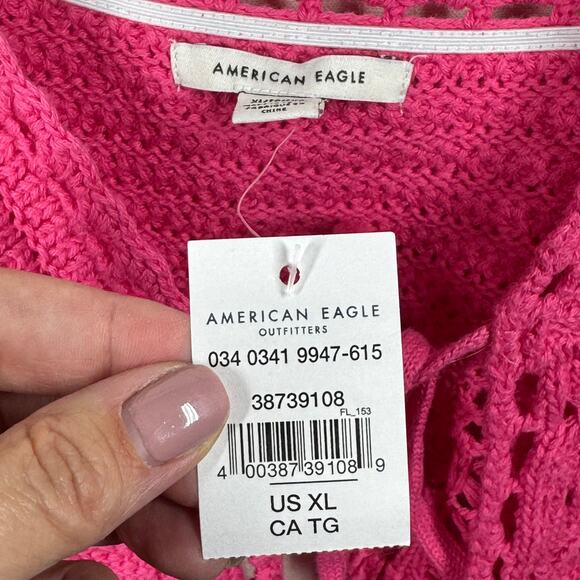 AMERICAN EAGLE
CHINE
AMERICAN EAGLE
OUTFITTERS
034 0341 9947-615
38739108
FL_153
4 00387 39108 9
US XL
CA TG